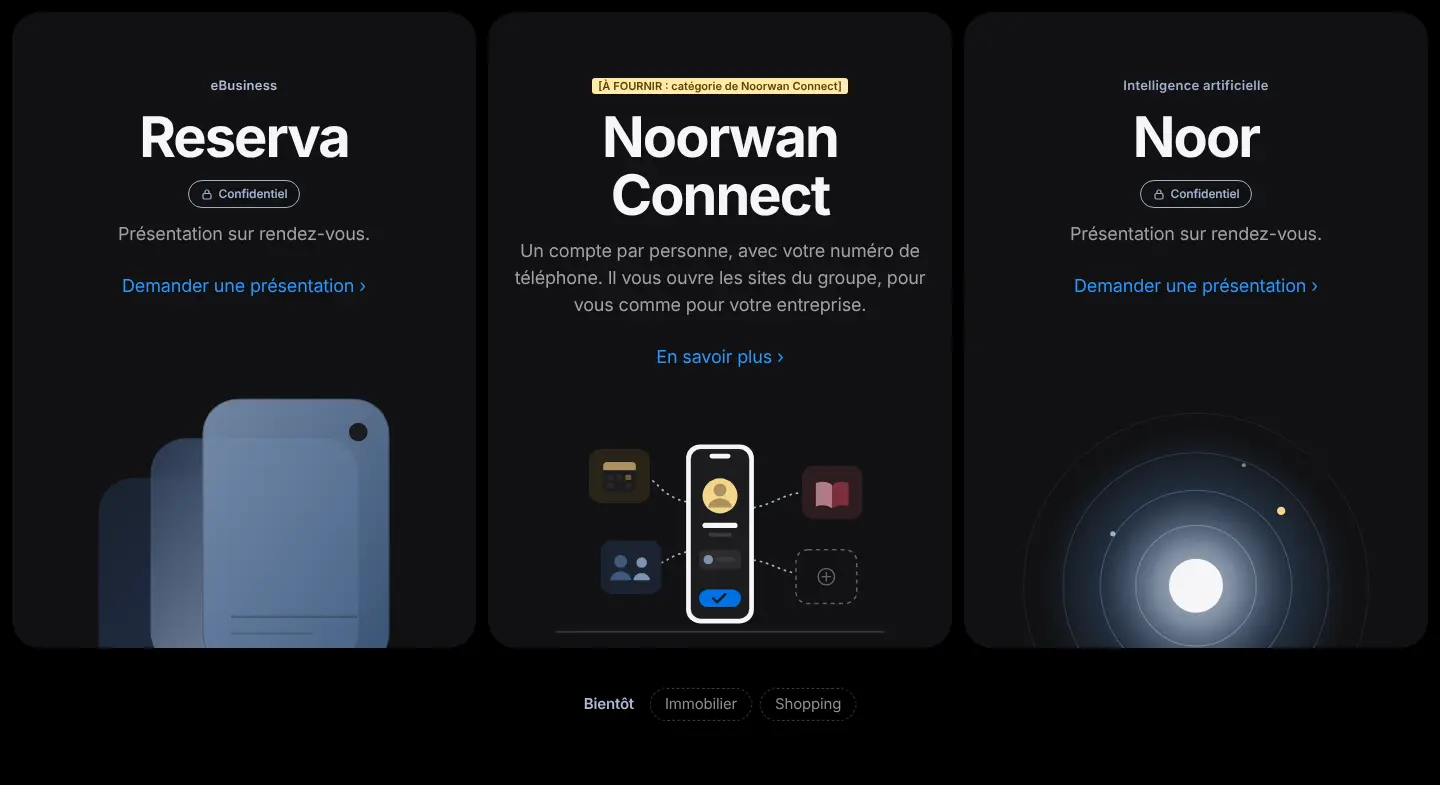 eBusiness
Reserva
Confidentiel
Présentation sur rendez-vous.
Demander une présentation ›
[À FOURNIR : catégorie de Noorwan Connect]
Noorwan
Connect
Un compte par personne, avec votre numéro de
téléphone. Il vous ouvre les sites du groupe, pour
vous comme pour votre entreprise.
En savoir plus ›
Intelligence artificielle
Noor
Confidentiel
Présentation sur rendez-vous.
Demander une présentation ›
Bientôt Immobilier Shopping